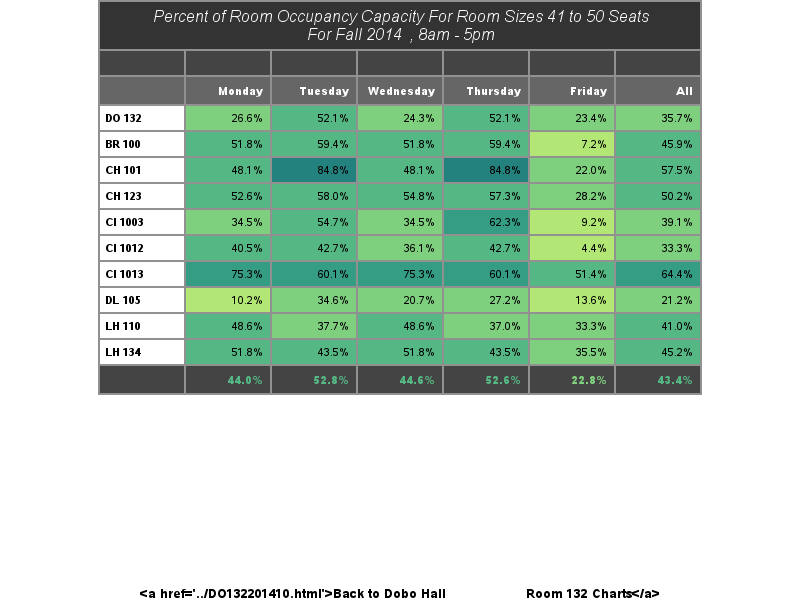 Percent of Room Occupancy Capacity For Room Sizes 41 to 50 Seats
For Fall 2014 , 8am - 5pm
Monday Tuesday Wednesday Thursday Friday All
DO 132 26.6% 52.1% 24.3% 52.1% 23.4% 35.7%
BR 100 51.8% 59.4% 51.8% 59.4% 7.2% 45.9%
CH 101 48.1% 84.8% 48.1% 84.8% 22.0% 57.5%
CH 123 52.6% 58.0% 54.8% 57.3% 28.2% 50.2%
CI 1003 34.5% 54.7% 34.5% 62.3% 9.2% 39.1%
CI 1012 40.5% 42.7% 36.1% 42.7% 4.4% 33.3%
CI 1013 75.3% 60.1% 75.3% 60.1% 51.4% 64.4%
DL 105 10.2% 34.6% 20.7% 27.2% 13.6% 21.2%
LH 110 48.6% 37.7% 48.6% 37.0% 33.3% 41.0%
LH 134 51.8% 43.5% 51.8% 43.5% 35.5% 45.2%
44.0% 52.8% 44.6% 52.6% 22.8% 43.4%
<a href='../DO132201410.html'>Back to Dobo Hall Room 132 Charts</a>